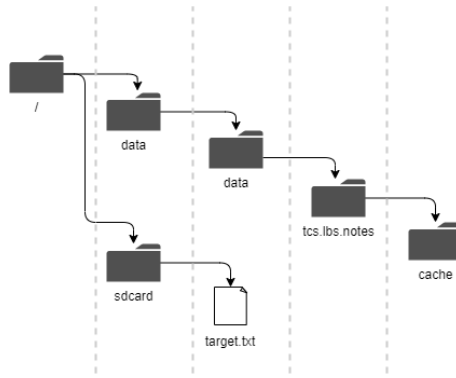 /
data
data
tcs.lbs.notes
cache
sdcard
target.txt